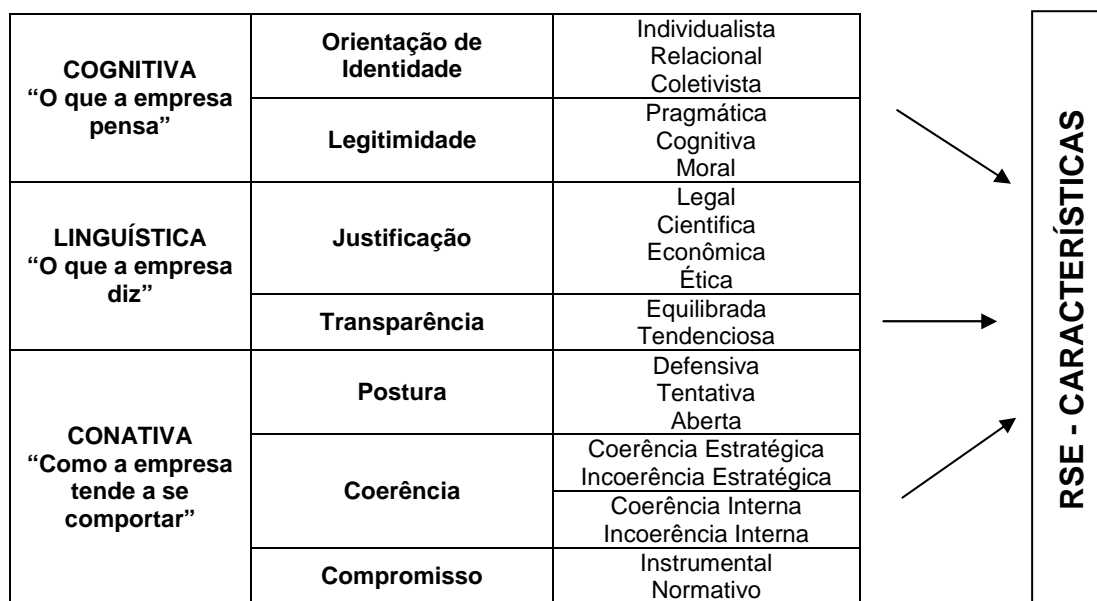 COGNITIVA
“O que a empresa
pensa”
Orientação de
Identidade
Individualista
Relacional
Coletivista
Legitimidade
Pragmática
Cognitiva
Moral
LINGUÍSTICA
“O que a empresa
diz”
Justificação
Legal
Cientifica
Econômica
Ética
Transparência
Equilibrada
Tendenciosa
CONATIVA
“Como a empresa
tende a se
comportar”
Postura
Defensiva
Tentativa
Aberta
Coerência
Coerência Estratégica
Incoerência Estratégica
Coerência Interna
Incoerência Interna
Compromisso
Instrumental
Normativo
RSE - CARACTERÍSTICAS